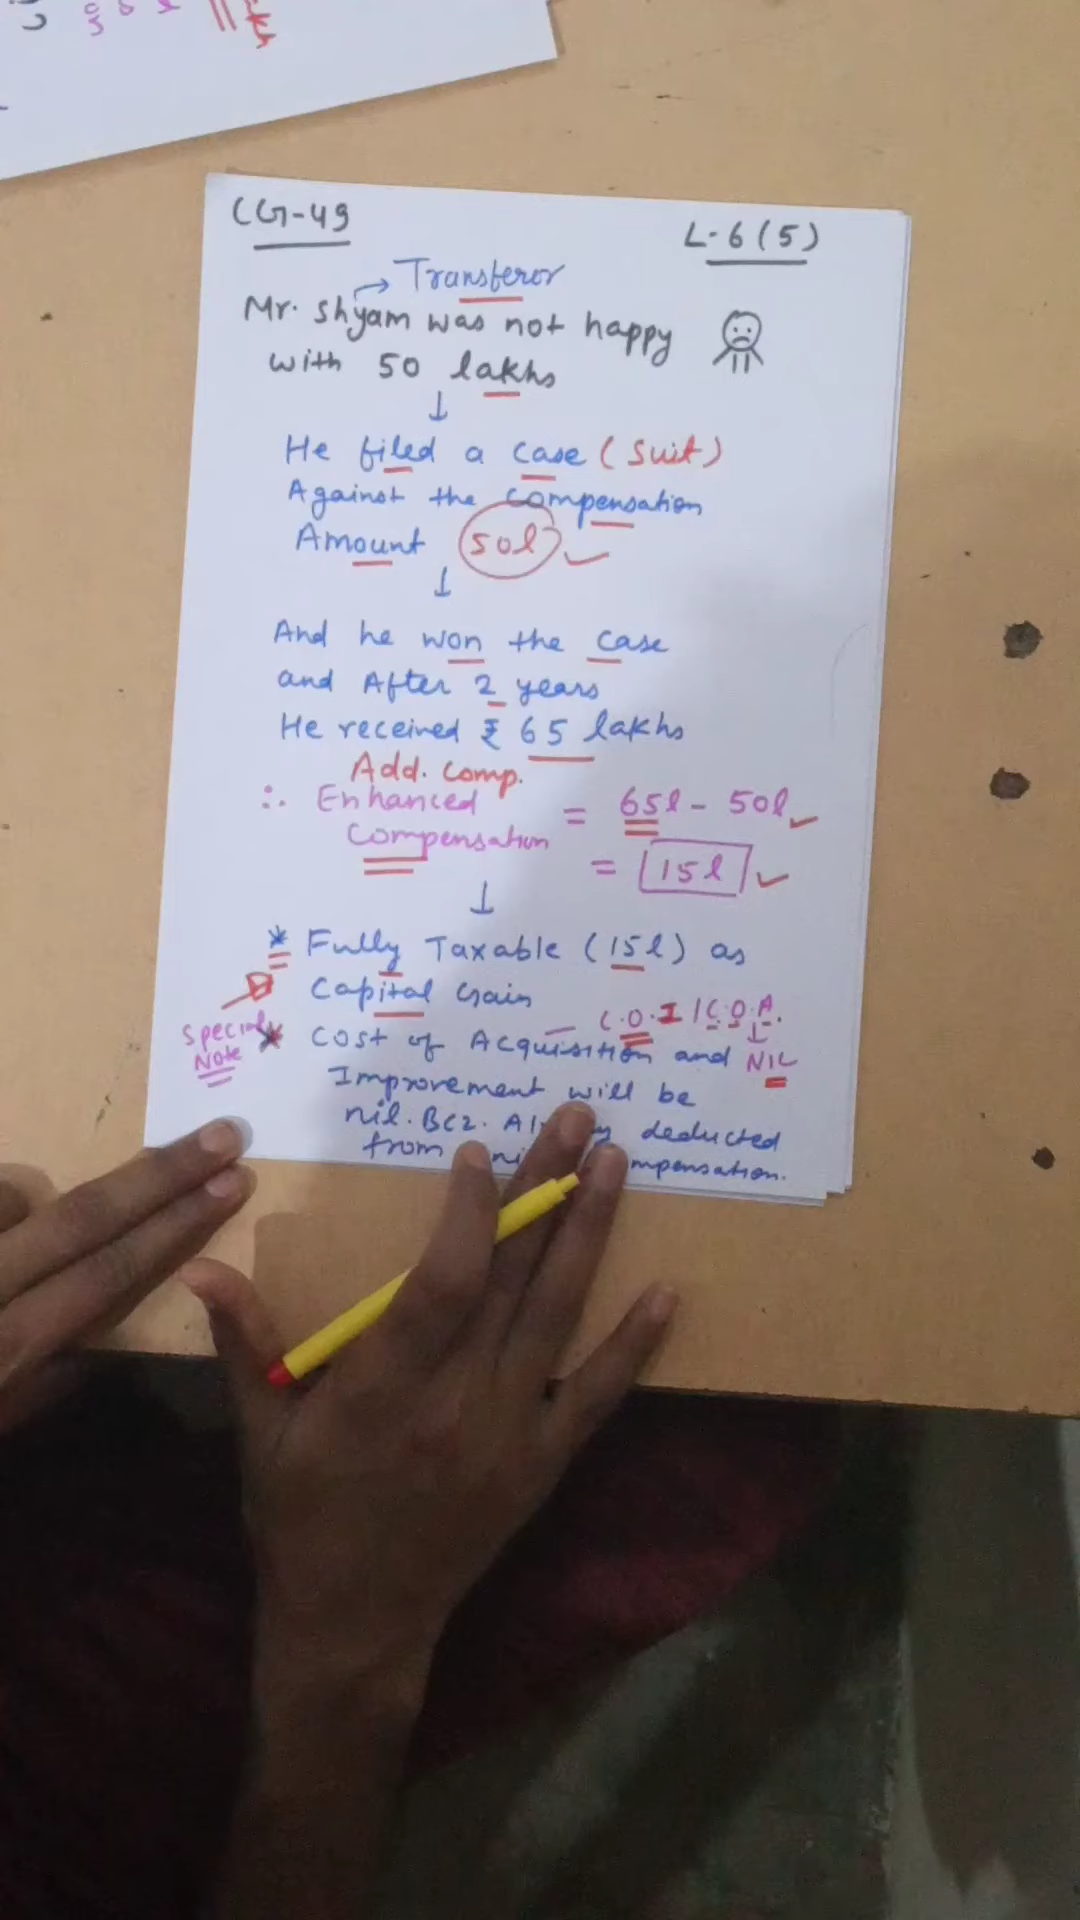 CG-49
L-6(5)
Transferor
Mr. Shyam was not happy
with 50 lakhs
He filed a case (suit)
Against the compensation
Amount 50l
And he won the case
and After 2 years
He received ₹ 65 lakhs
Add. Comp.
∴ Enhanced = 65l - 50l
Compensation
= 15l
* Fully Taxable (15l) as
Capital Gain
Special
Note
C.O.I / C.O.A.
* Cost of Acquisition and NIL
Improvement will be
nil. Bcz. deducted
from